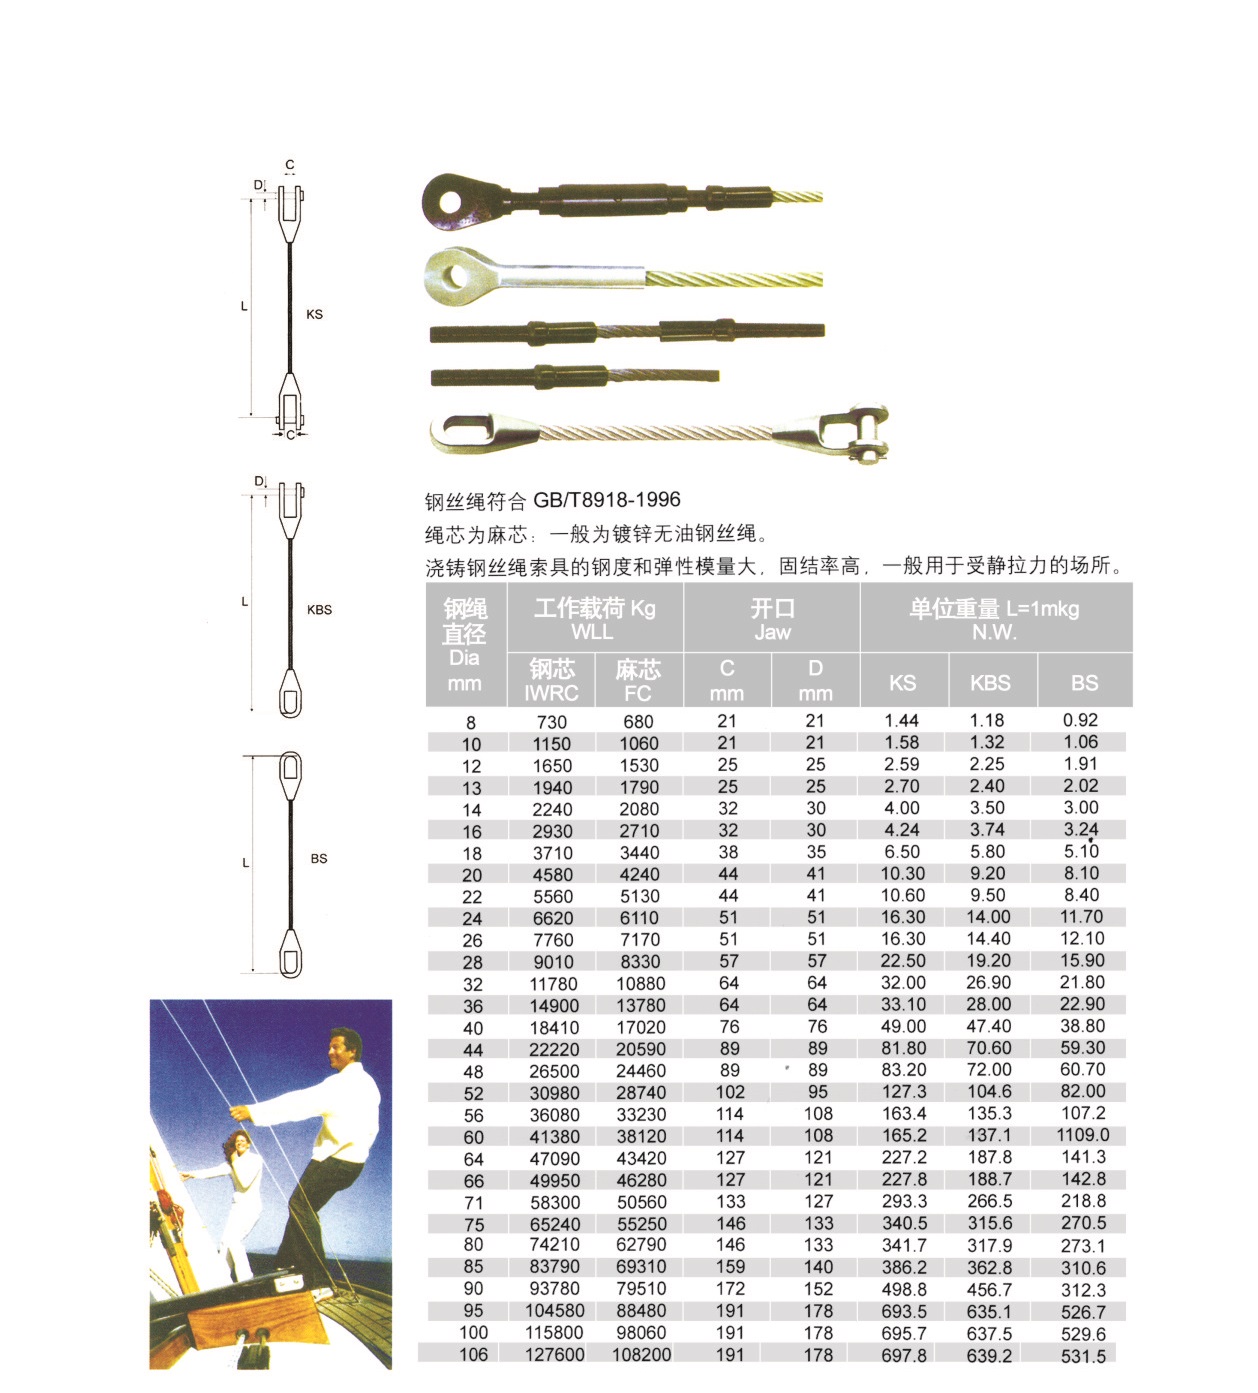 C
D
L
KS
C
D
L
KBS
L
BS
钢丝绳符合 GB/T8918-1996
绳芯为麻芯：一般为镀锌无油钢丝绳。
浇铸钢丝绳索具的钢度和弹性模量大，固结率高，一般用于受静拉力的场所。
钢绳直径 Dia mm 工作载荷 Kg WLL 开口 Jaw 单位重量 L=1mkg N.W.
钢芯 IWRC 麻芯 FC C mm D mm KS KBS BS
8 730 680 21 21 1.44 1.18 0.92
10 1150 1060 21 21 1.58 1.32 1.06
12 1650 1530 25 25 2.59 2.25 1.91
13 1940 1790 25 25 2.70 2.40 2.02
14 2240 2080 32 30 4.00 3.50 3.00
16 2930 2710 32 30 4.24 3.74 3.24
18 3710 3440 38 35 6.50 5.80 5.10
20 4580 4240 44 41 10.30 9.20 8.10
22 5560 5130 44 41 10.60 9.50 8.40
24 6620 6110 51 51 16.30 14.00 11.70
26 7760 7170 51 51 16.30 14.40 12.10
28 9010 8330 57 57 22.50 19.20 15.90
32 11780 10880 64 64 32.00 26.90 21.80
36 14900 13780 64 64 33.10 28.00 22.90
40 18410 17020 76 76 49.00 47.40 38.80
44 22220 20590 89 89 81.80 70.60 59.30
48 26500 24460 89 89 83.20 72.00 60.70
52 30980 28740 102 95 127.3 104.6 82.00
56 36080 33230 114 108 163.4 135.3 107.2
60 41380 38120 114 108 165.2 137.1 1109.0
64 47090 43420 127 121 227.2 187.8 141.3
66 49950 46280 127 121 227.8 188.7 142.8
71 58300 50560 133 127 293.3 266.5 218.8
75 65240 55250 146 133 340.5 315.6 270.5
80 74210 62790 146 133 341.7 317.9 273.1
85 83790 69310 159 140 386.2 362.8 310.6
90 93780 79510 172 152 498.8 456.7 312.3
95 104580 88480 191 178 693.5 635.1 526.7
100 115800 98060 191 178 695.7 637.5 529.6
106 127600 108200 191 178 697.8 639.2 531.5